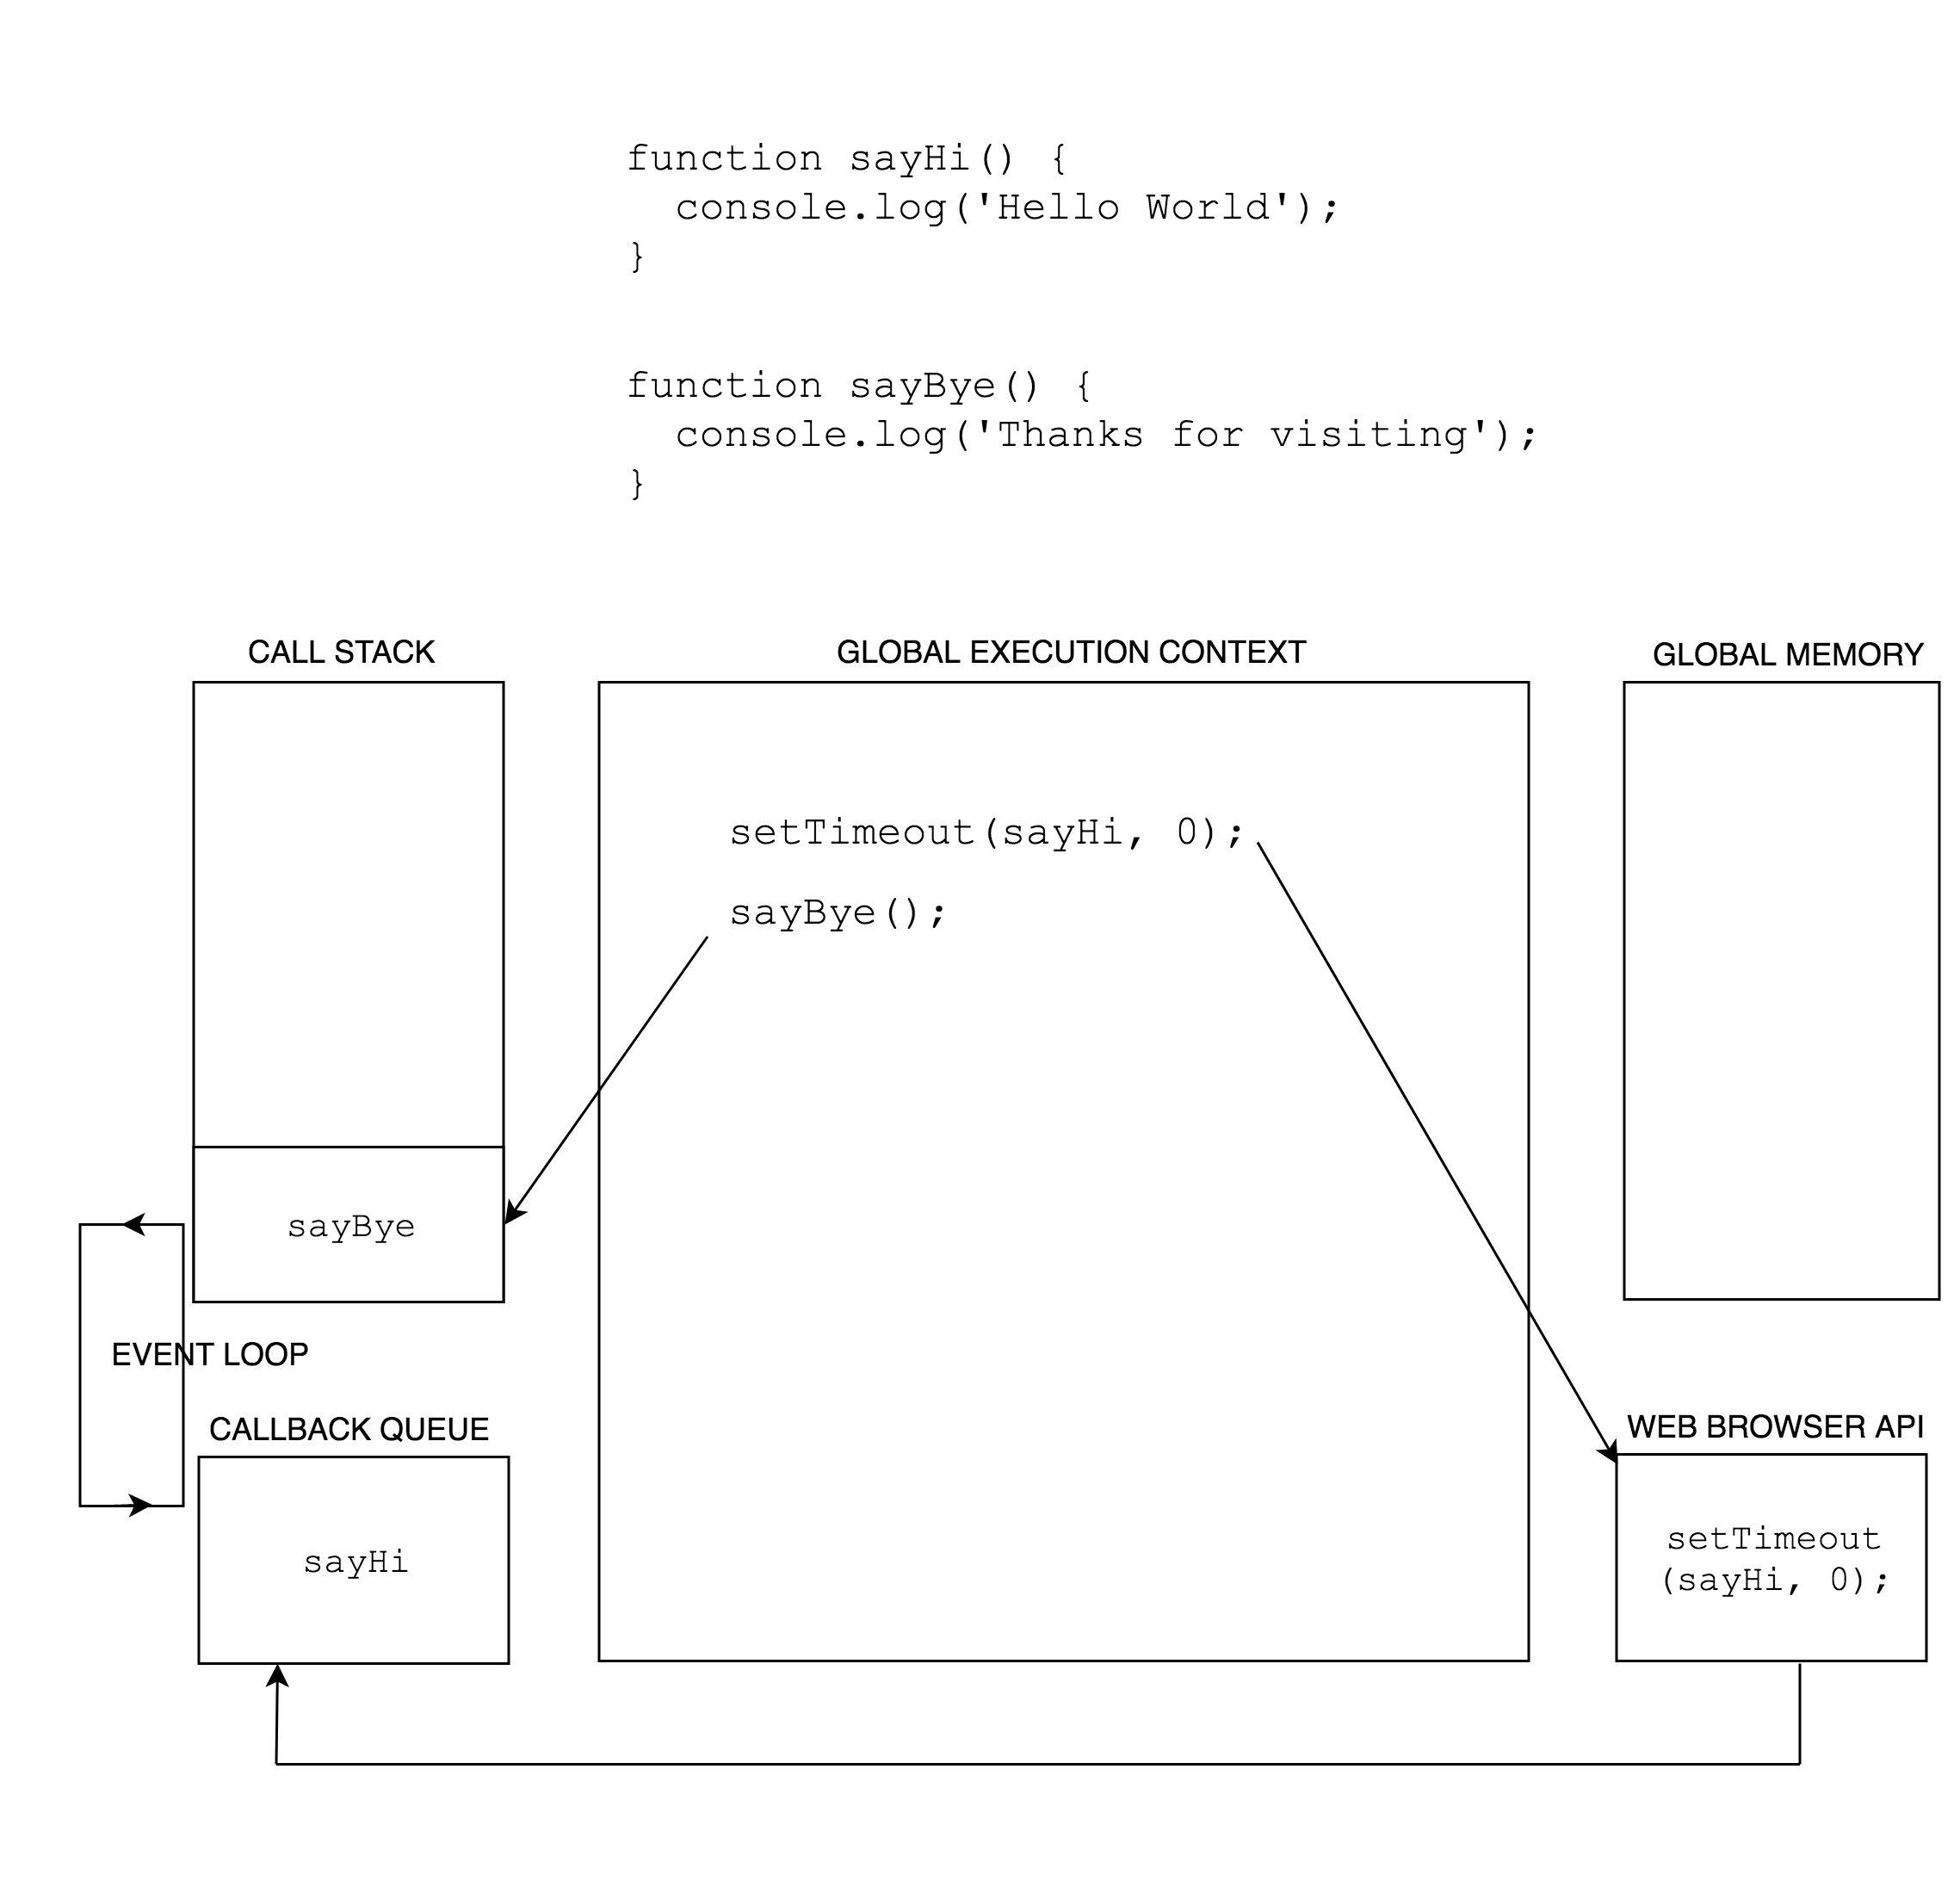 function sayHi() {
  console.log('Hello World');
}
function sayBye() {
  console.log('Thanks for visiting');
}
CALL STACK
GLOBAL EXECUTION CONTEXT
GLOBAL MEMORY
setTimeout(sayHi, 0);
sayBye();
sayBye
EVENT LOOP
CALLBACK QUEUE
WEB BROWSER API
sayHi
setTimeout
(sayHi, 0);